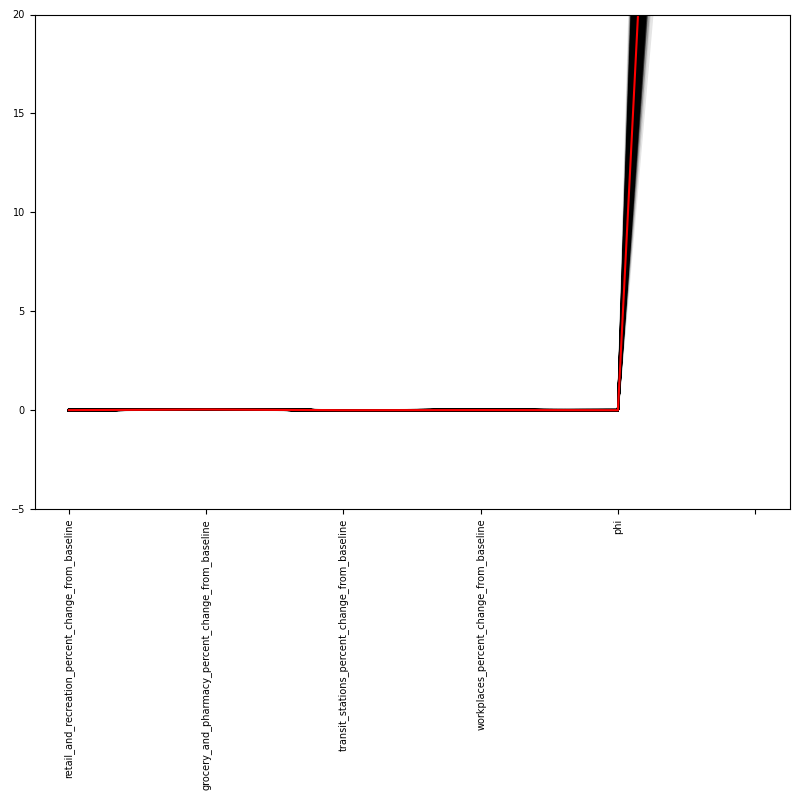 20
15
10
5
0
−5
retail_and_recreation_percent_change_from_baseline
grocery_and_pharmacy_percent_change_from_baseline
transit_stations_percent_change_from_baseline
workplaces_percent_change_from_baseline
phi